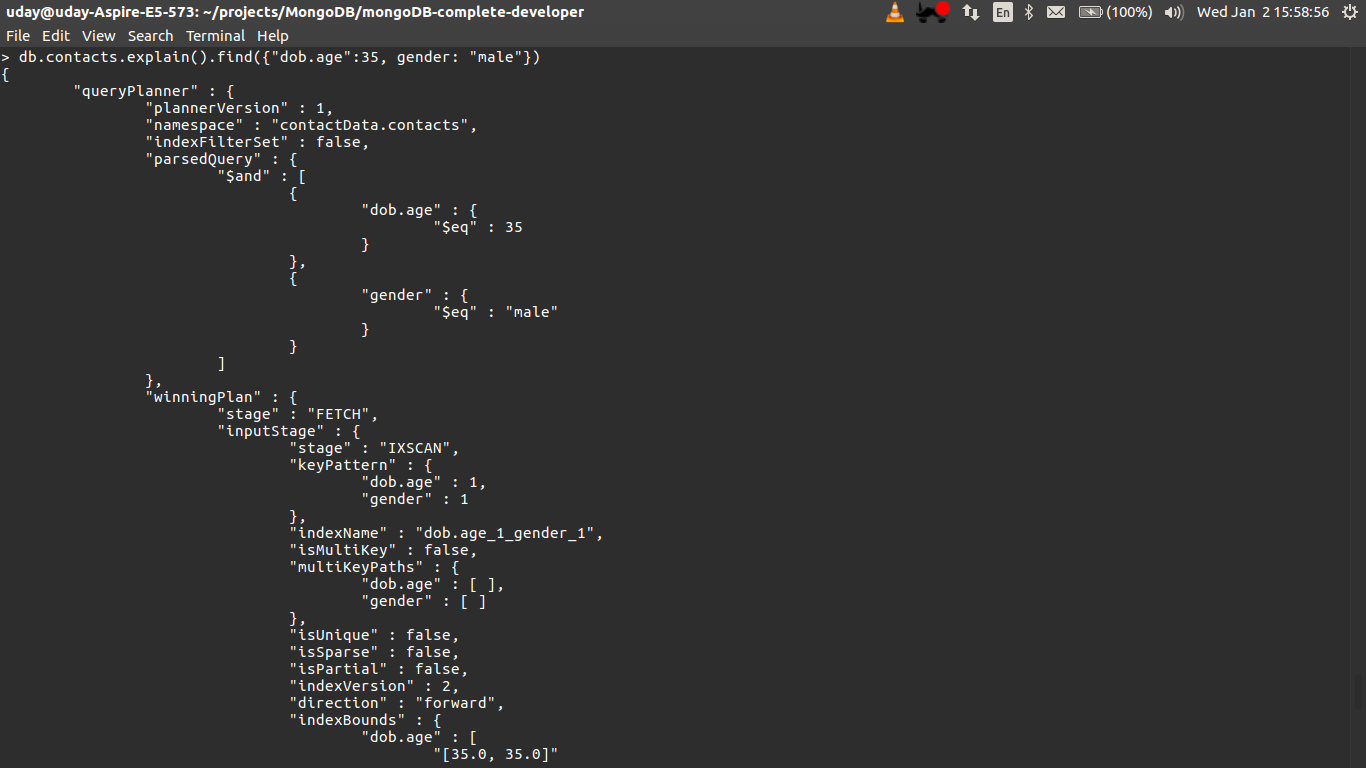 uday@uday-Aspire-E5-573: ~/projects/MongoDB/mongoDB-complete-developer En (100%) Wed Jan 2 15:58:56
File Edit View Search Terminal Help
> db.contacts.explain().find({"dob.age":35, gender: "male"})
{
        "queryPlanner" : {
                "plannerVersion" : 1,
                "namespace" : "contactData.contacts",
                "indexFilterSet" : false,
                "parsedQuery" : {
                        "$and" : [
                                {
                                        "dob.age" : {
                                                "$eq" : 35
                                        }
                                },
                                {
                                        "gender" : {
                                                "$eq" : "male"
                                        }
                                }
                        ]
                },
                "winningPlan" : {
                        "stage" : "FETCH",
                        "inputStage" : {
                                "stage" : "IXSCAN",
                                "keyPattern" : {
                                        "dob.age" : 1,
                                        "gender" : 1
                                },
                                "indexName" : "dob.age_1_gender_1",
                                "isMultiKey" : false,
                                "multiKeyPaths" : {
                                        "dob.age" : [ ],
                                        "gender" : [ ]
                                },
                                "isUnique" : false,
                                "isSparse" : false,
                                "isPartial" : false,
                                "indexVersion" : 2,
                                "direction" : "forward",
                                "indexBounds" : {
                                        "dob.age" : [
                                                "[35.0, 35.0]"